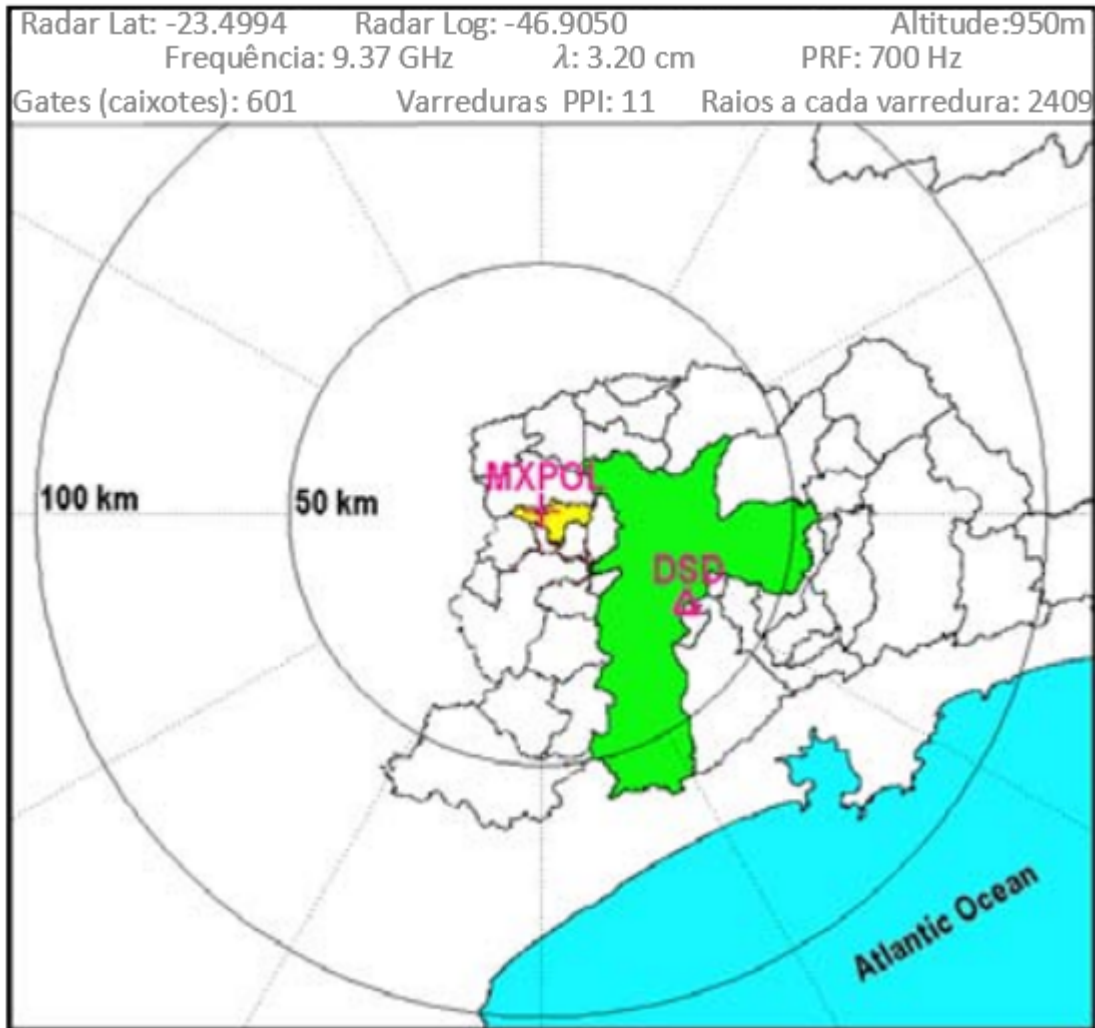 Radar Lat: -23.4994 Radar Log: -46.9050 Altitude:950m
Frequência: 9.37 GHz λ: 3.20 cm PRF: 700 Hz
Gates (caixotes): 601 Varreduras PPI: 11 Raios a cada varredura: 2409
MXPOL
100 km 50 km
DSD
Atlantic Ocean